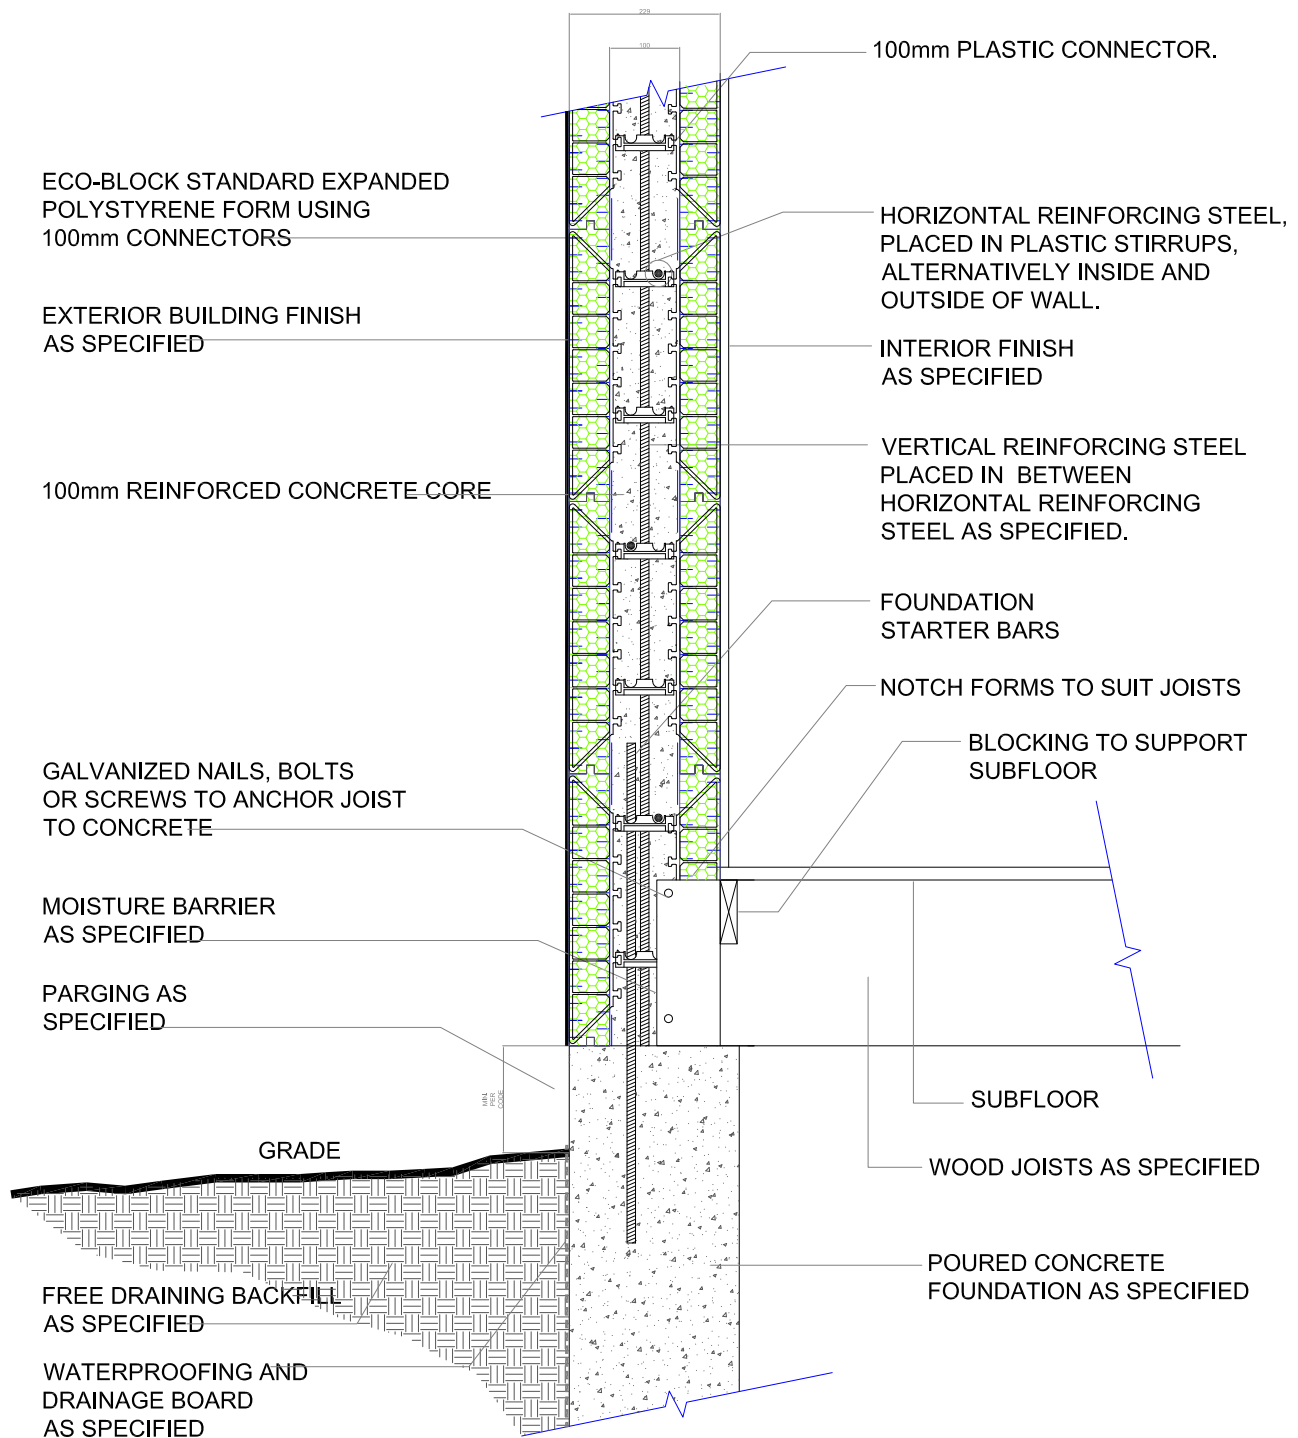 229
100
100mm PLASTIC CONNECTOR.
ECO-BLOCK STANDARD EXPANDED
POLYSTYRENE FORM USING
100mm CONNECTORS
HORIZONTAL REINFORCING STEEL,
PLACED IN PLASTIC STIRRUPS,
ALTERNATIVELY INSIDE AND
OUTSIDE OF WALL.
EXTERIOR BUILDING FINISH
AS SPECIFIED
INTERIOR FINISH
AS SPECIFIED
VERTICAL REINFORCING STEEL
PLACED IN BETWEEN
HORIZONTAL REINFORCING
STEEL AS SPECIFIED.
100mm REINFORCED CONCRETE CORE
FOUNDATION
STARTER BARS
NOTCH FORMS TO SUIT JOISTS
BLOCKING TO SUPPORT
SUBFLOOR
GALVANIZED NAILS, BOLTS
OR SCREWS TO ANCHOR JOIST
TO CONCRETE
MOISTURE BARRIER
AS SPECIFIED
PARGING AS
SPECIFIED
MIN.
PER
CODE
SUBFLOOR
GRADE
WOOD JOISTS AS SPECIFIED
POURED CONCRETE
FOUNDATION AS SPECIFIED
FREE DRAINING BACKFILL
AS SPECIFIED
WATERPROOFING AND
DRAINAGE BOARD
AS SPECIFIED